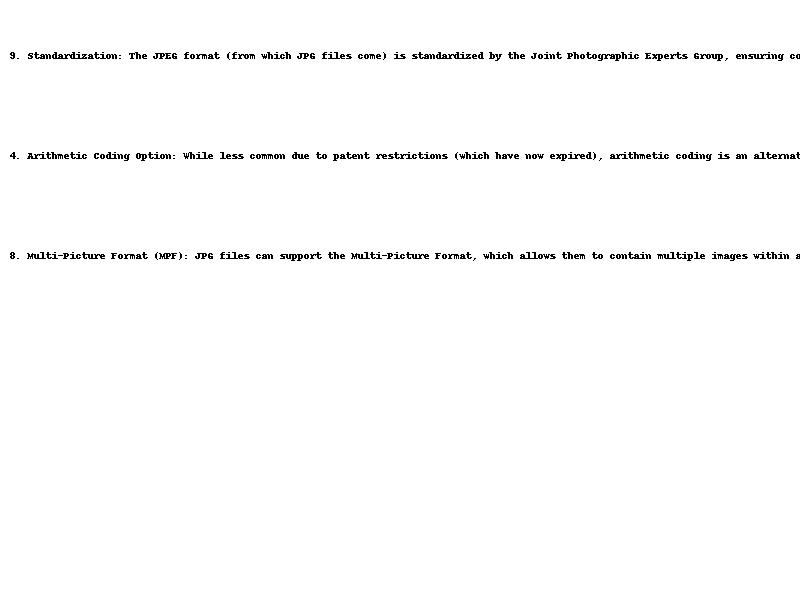 9. Standardization: The JPEG format (from which JPG files come) is standardized by the Joint Photographic Experts Group, ensuring co
4. Arithmetic Coding Option: While less common due to patent restrictions (which have now expired), arithmetic coding is an alternat
8. Multi-Picture Format (MPF): JPG files can support the Multi-Picture Format, which allows them to contain multiple images within a